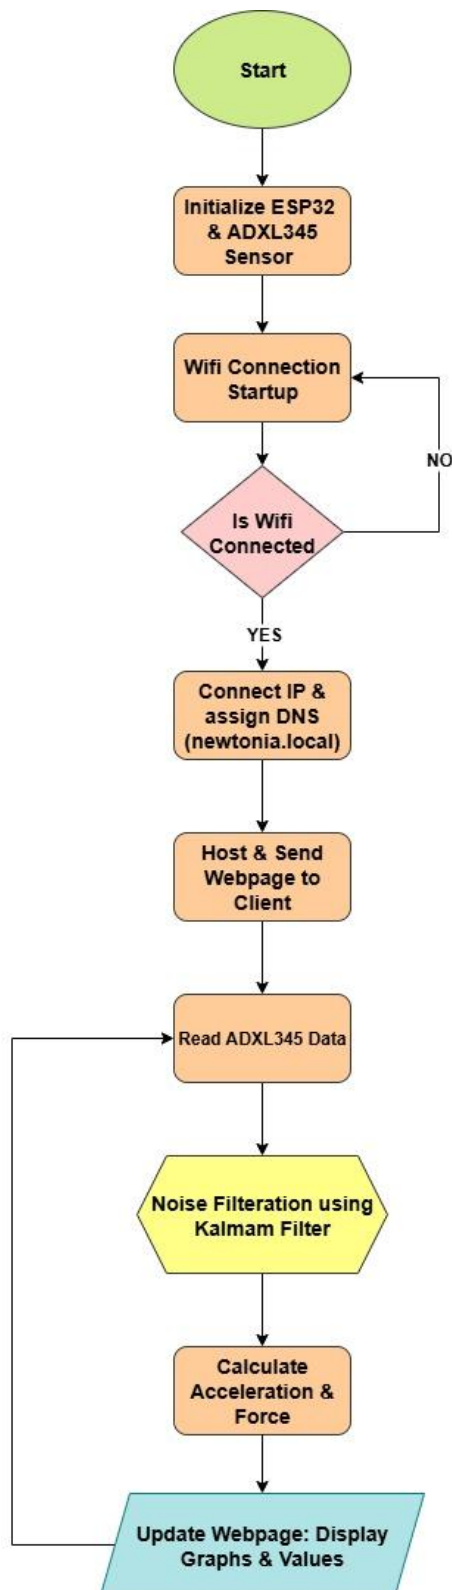 Start
Initialize ESP32
& ADXL345
Sensor
Wifi Connection
Startup
NO
Is Wifi
Connected
YES
Connect IP &
assign DNS
(newtonia.local)
Host & Send
Webpage to
Client
Read ADXL345 Data
Noise Filteration using
Kalmam Filter
Calculate
Acceleration &
Force
Update Webpage: Display
Graphs & Values